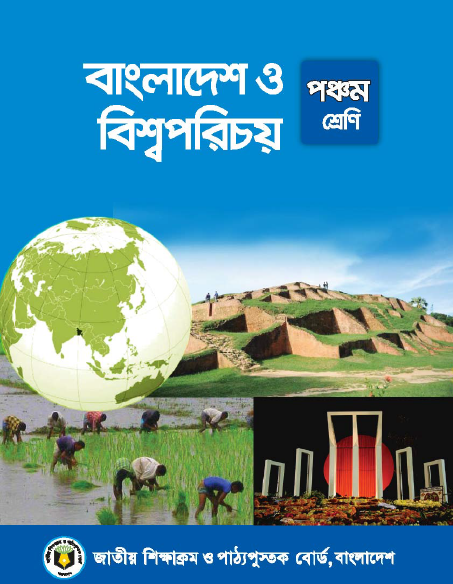 বাংলাদেশ ও
বিশ্বপরিচয়
পঞ্চম
শ্রেণি
জাতীয় শিক্ষাক্রম ও পাঠ্যপুস্তক বোর্ড, বাংলাদেশ